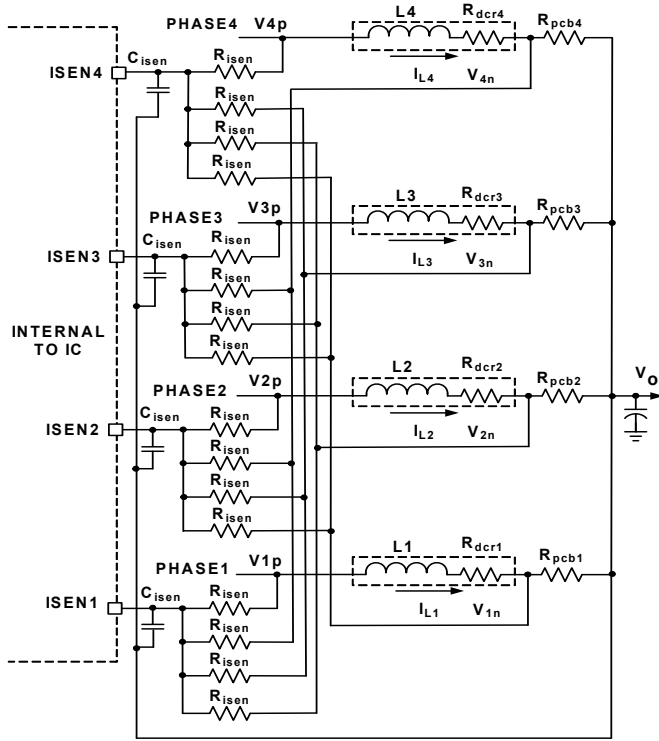 PHASE4 V4p L4 Rdcr4 Rpcb4
ISEN4 Cisen Risen IL4 V4n
Risen
Risen
Risen
PHASE3 V3p L3 Rdcr3 Rpcb3
ISEN3 Cisen Risen IL3 V3n
Risen
Risen
Risen
INTERNAL
TO IC
PHASE2 V2p L2 Rdcr2 Rpcb2 Vo
ISEN2 Cisen Risen IL2 V2n
Risen
Risen
Risen
PHASE1 V1p L1 Rdcr1 Rpcb1
ISEN1 Cisen Risen IL1 V1n
Risen
Risen
Risen